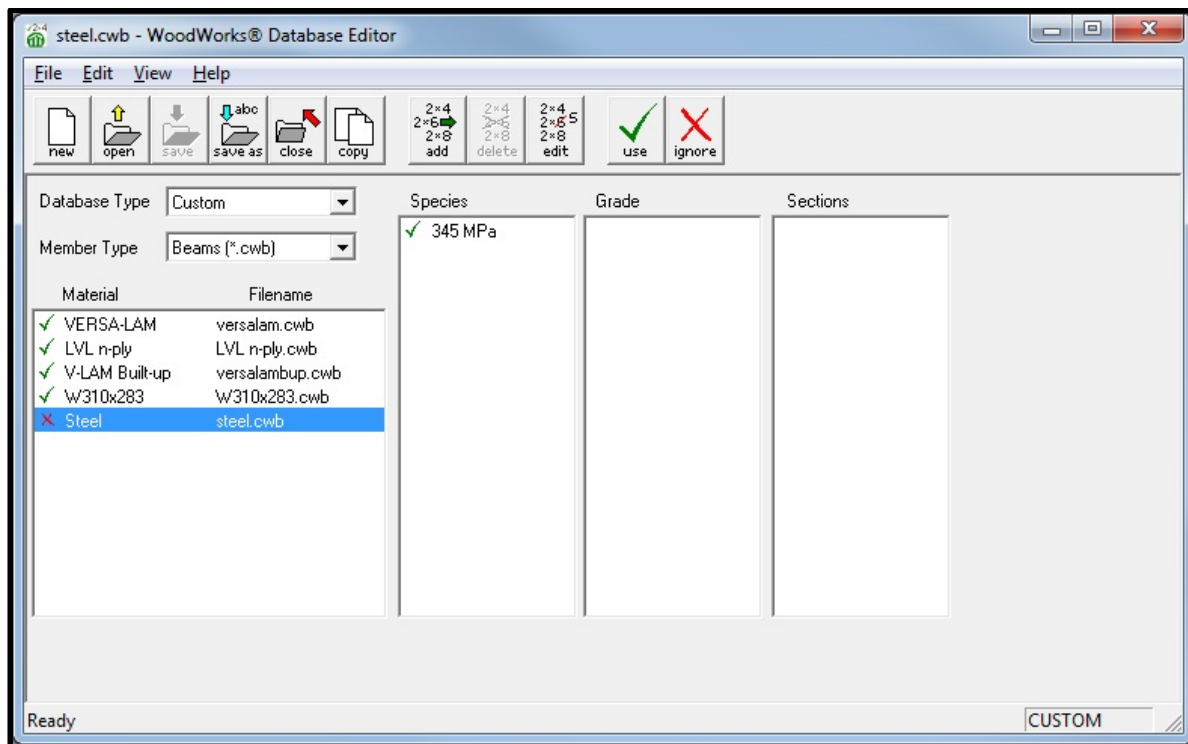 steel.cwb - WoodWorks® Database Editor
File Edit View Help
new open save abc save as close copy 2×4 2×6 2×8 add 2×4 2×6 2×8 delete 2×4 2×6 5 2×8 edit use ignore
Database Type Custom
Member Type Beams (*.cwb)
Material Filename
VERSA-LAM versalam.cwb
LVL n-ply LVL n-ply.cwb
V-LAM Built-up versalambup.cwb
W310x283 W310x283.cwb
Steel steel.cwb
Species Grade Sections
345 MPa
Ready CUSTOM